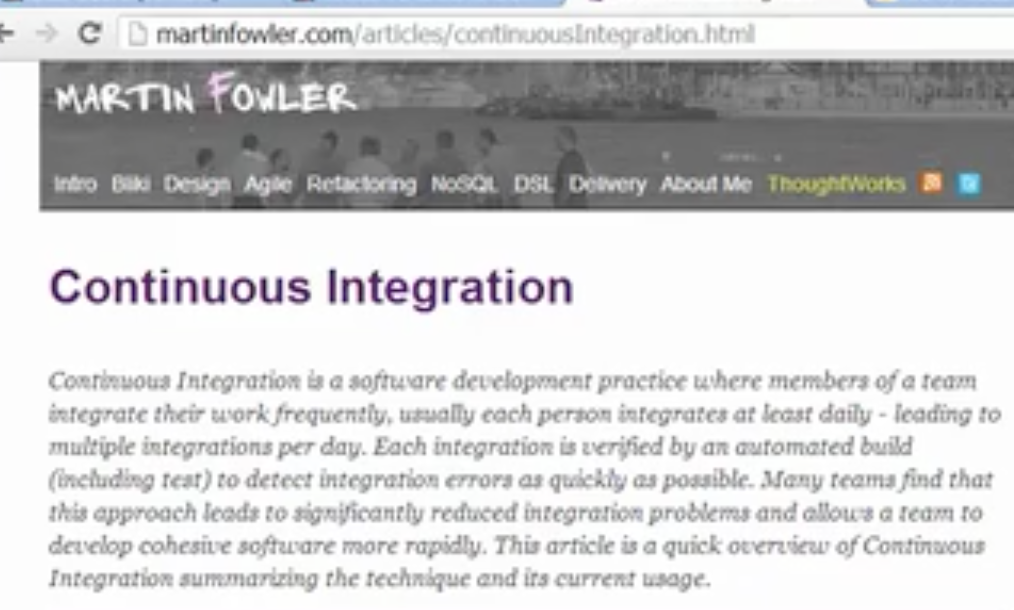 martinfowler.com/articles/continuousIntegration.html
MARTIN FOWLER
Intro Bliki Design Agile Refactoring NoSQL DSL Delivery About Me ThoughtWorks
Continuous Integration
Continuous Integration is a software development practice where members of a team
integrate their work frequently, usually each person integrates at least daily - leading to
multiple integrations per day. Each integration is verified by an automated build
(including test) to detect integration errors as quickly as possible. Many teams find that
this approach leads to significantly reduced integration problems and allows a team to
develop cohesive software more rapidly. This article is a quick overview of Continuous
Integration summarizing the technique and its current usage.